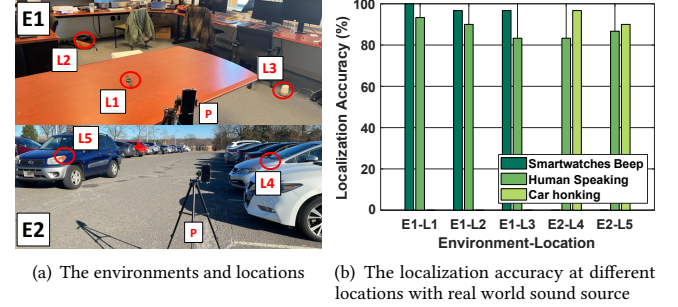 E1
L2
L3
L1
P
L5
L4
E2
P
Localization Accuracy (%)
100
80
60
40
20
0
Smartwatches Beep
Human Speaking
Car honking
E1-L1 E1-L2 E1-L3 E2-L4 E2-L5
Environment-Location
(a) The environments and locations
(b) The localization accuracy at different
locations with real world sound source